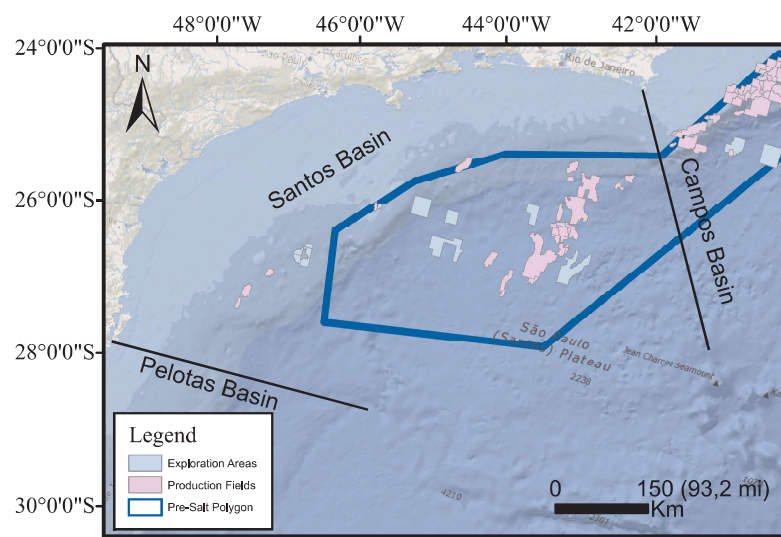 48°0'0"W 46°0'0"W 44°0'0"W 42°0'0"W
24°0'0"S
26°0'0"S
28°0'0"S
30°0'0"S
N
Rio de Janeiro
Santos Basin
Campos Basin
Pelotas Basin
São Paulo
(Santos) Plateau
Jean Charcot Seamount
2238
4210
2301
Legend
Exploration Areas
Production Fields
Pre-Salt Polygon
0 150 (93,2 mi)
Km